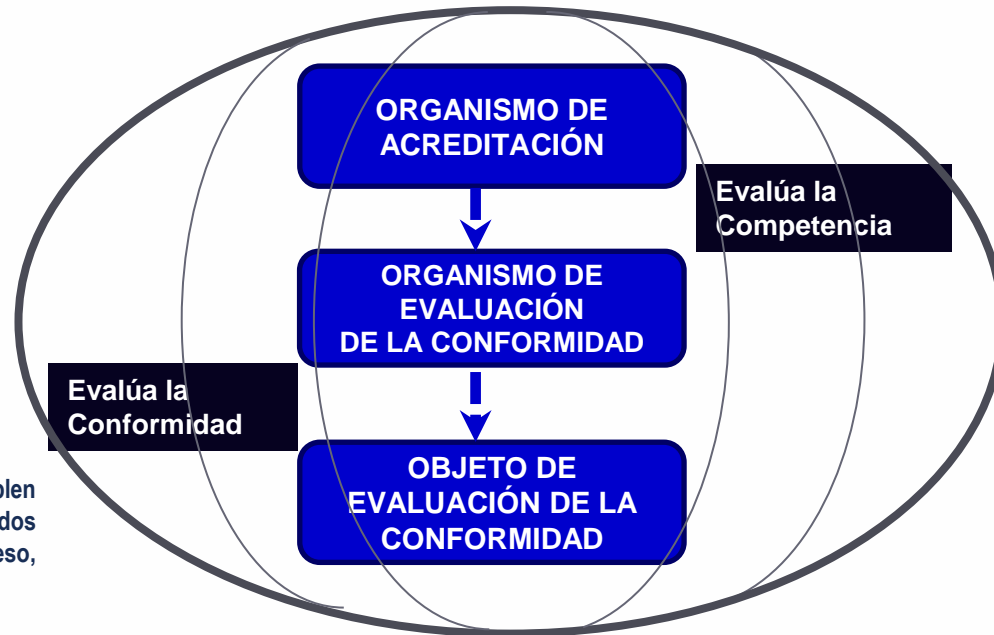 ORGANISMO DE
ACREDITACIÓN
Evalúa la
Competencia
ORGANISMO DE
EVALUACIÓN
DE LA CONFORMIDAD
Evalúa la
Conformidad
OBJETO DE
EVALUACIÓN DE LA
CONFORMIDAD